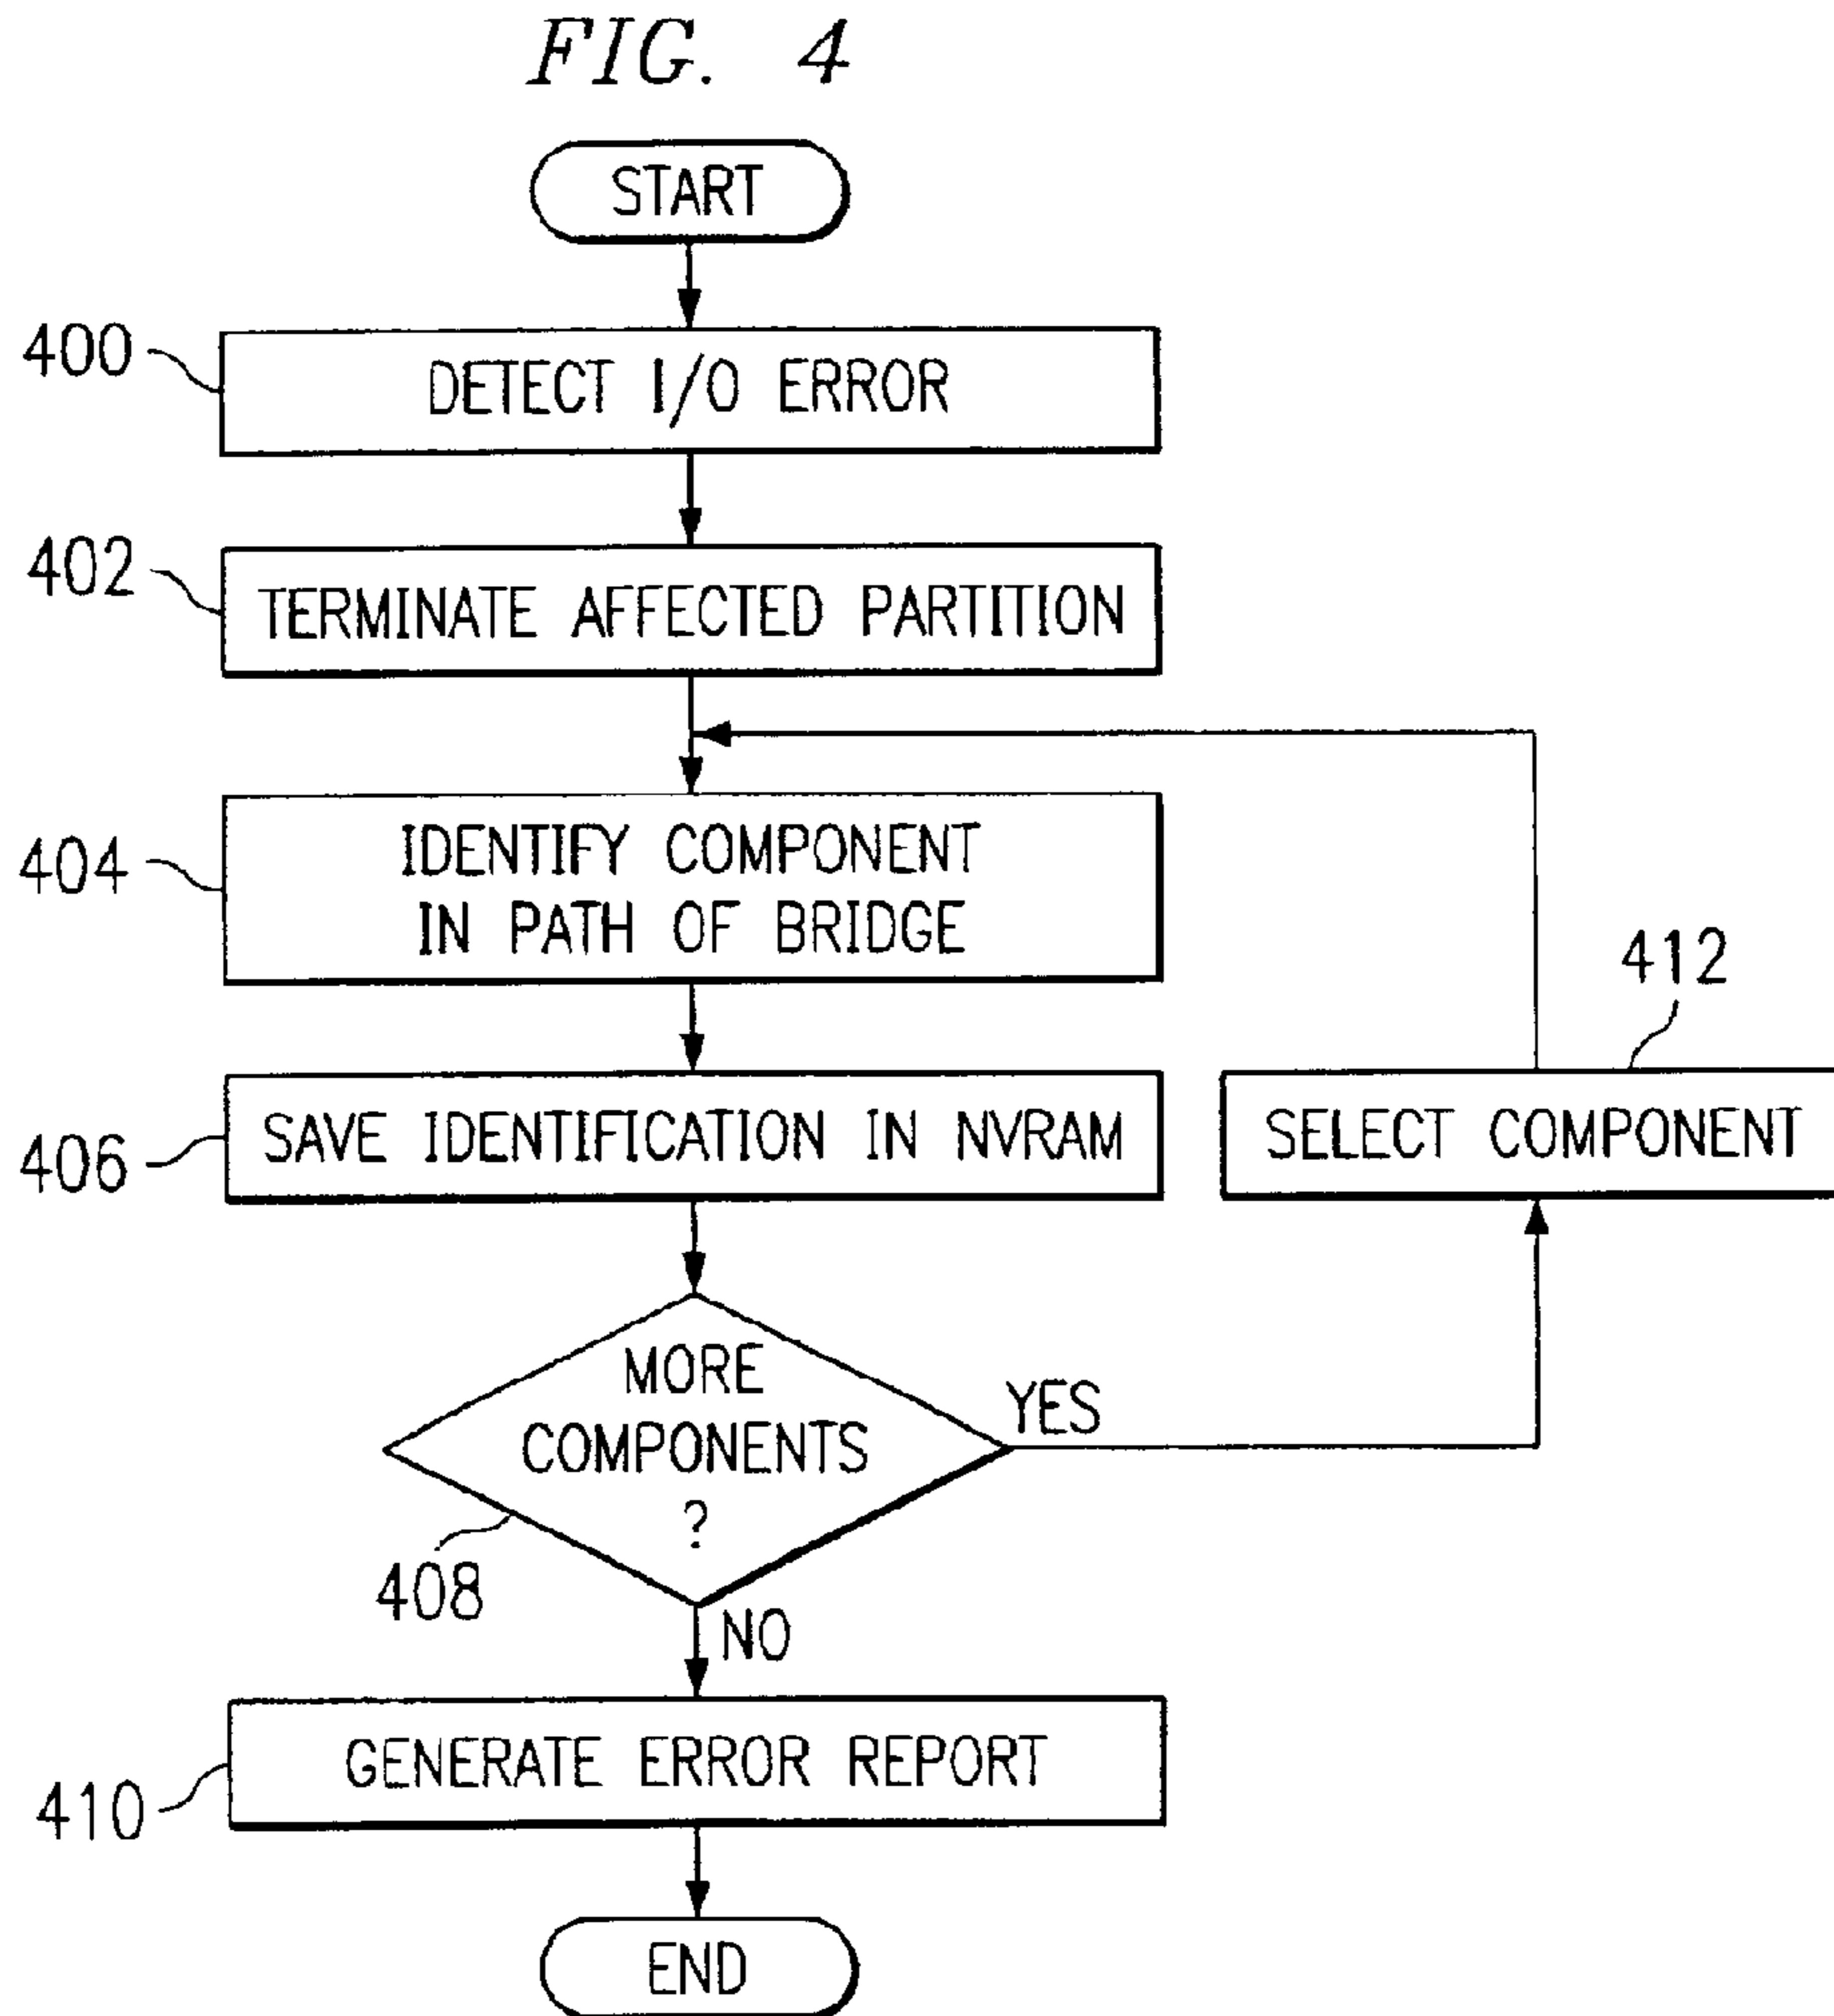 FIG. 4
START
400
DETECT I/O ERROR
402
TERMINATE AFFECTED PARTITION
404
IDENTIFY COMPONENT
IN PATH OF BRIDGE
412
406
SAVE IDENTIFICATION IN NVRAM
SELECT COMPONENT
MORE
COMPONENTS
?
YES
408
NO
410
GENERATE ERROR REPORT
END